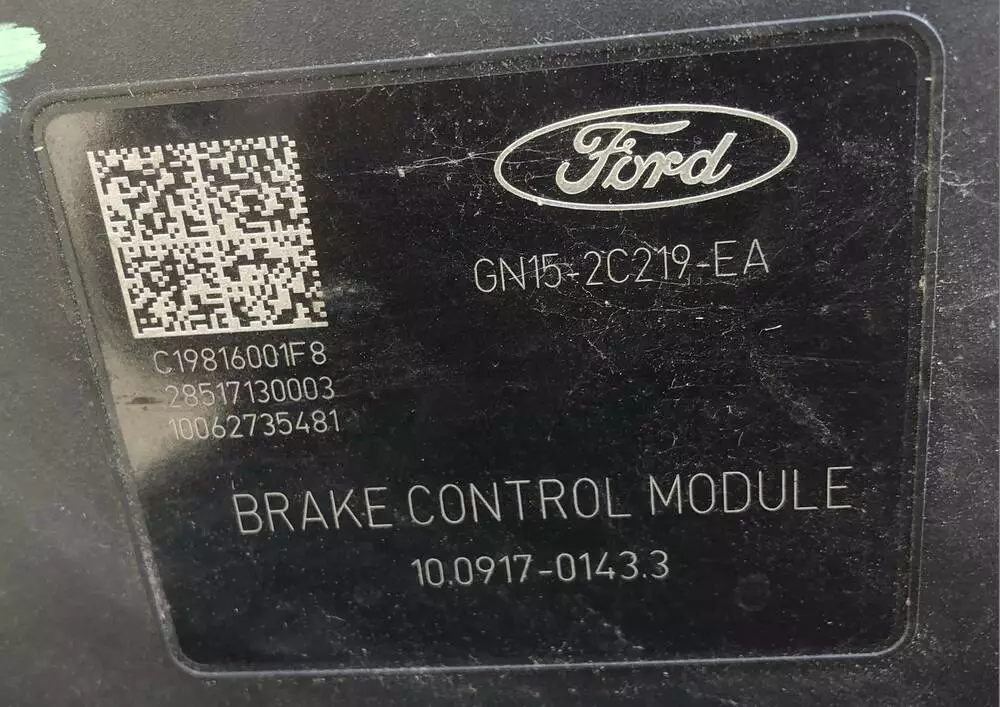 Ford
GN15-2C219-EA
C19816001F8
28517130003
10062735481
BRAKE CONTROL MODULE
10.0917-0143.3